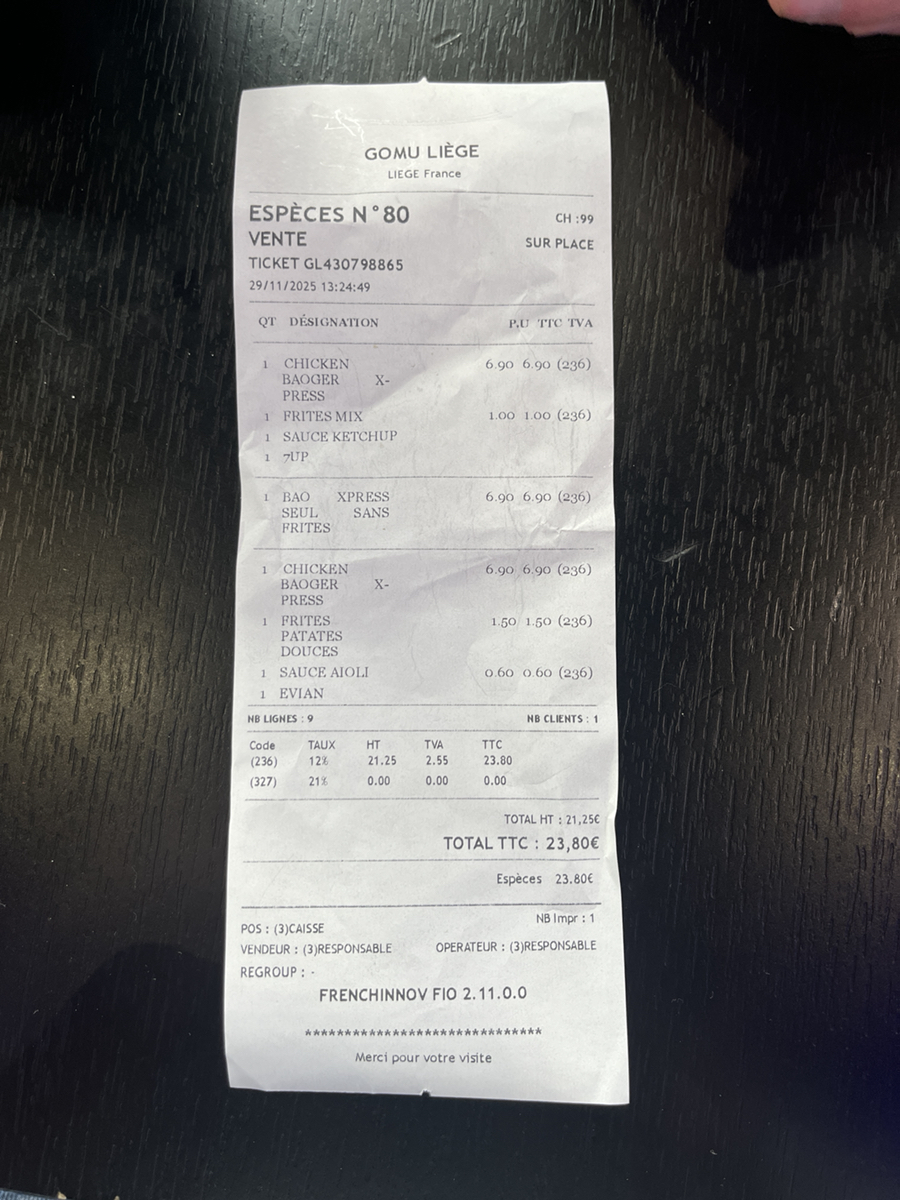 GOMU LIÈGE
LIEGE France
ESPÈCES N°80 CH :99
VENTE SUR PLACE
TICKET GL430798865
29/11/2025 13:24:49
QT DÉSIGNATION P.U TTC TVA
1 CHICKEN 6.90 6.90 (236)
BAOGER X-
PRESS
1 FRITES MIX 1.00 1.00 (236)
1 SAUCE KETCHUP
1 7UP
1 BAO XPRESS 6.90 6.90 (236)
SEUL SANS
FRITES
1 CHICKEN 6.90 6.90 (236)
BAOGER X-
PRESS
1 FRITES 1.50 1.50 (236)
PATATES
DOUCES
1 SAUCE AIOLI 0.60 0.60 (236)
1 EVIAN
NB LIGNES : 9 NB CLIENTS : 1
Code TAUX HT TVA TTC
(236) 12% 21.25 2.55 23.80
(327) 21% 0.00 0.00 0.00
TOTAL HT : 21,25€
TOTAL TTC : 23,80€
Espèces 23.80€
NB Impr : 1
POS : (3)CAISSE
VENDEUR : (3)RESPONSABLE OPERATEUR : (3)RESPONSABLE
REGROUP : -
FRENCHINNOV FIO 2.11.0.0
******************************
Merci pour votre visite